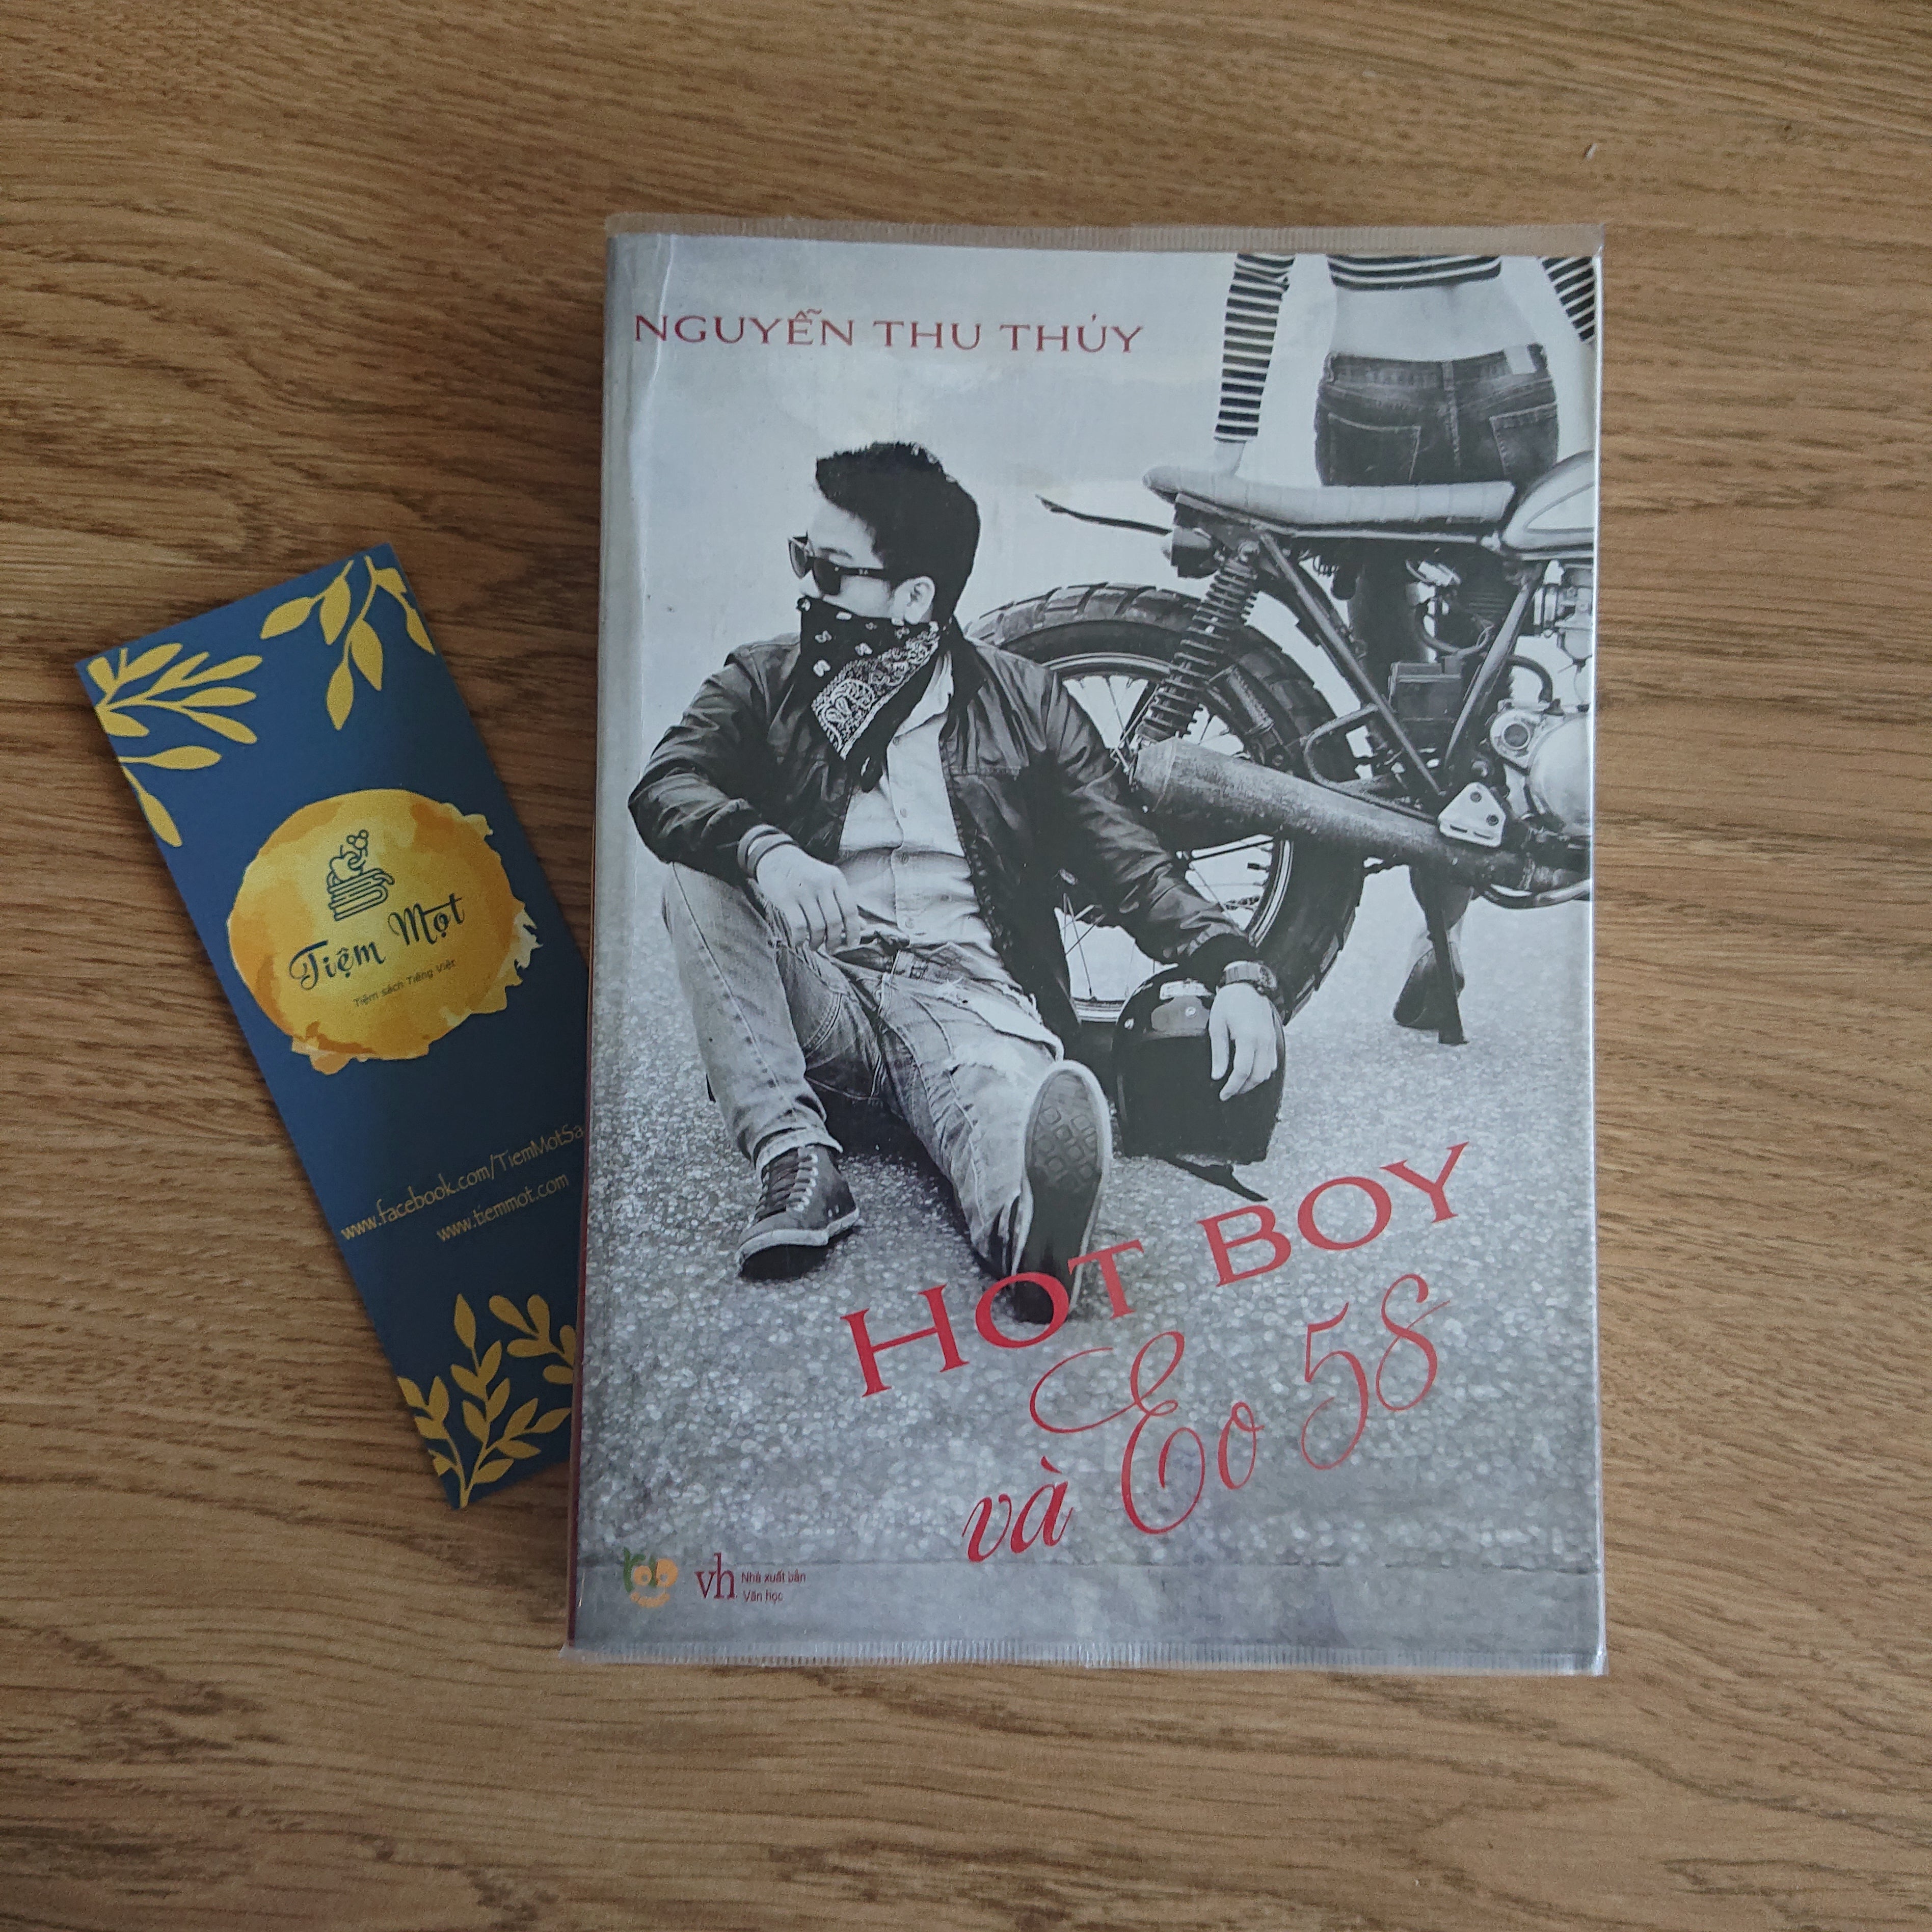 NGUYỄN THU THỦY
HOT BOY
và Eo 58
vh Nhà xuất bản
Văn học
Tiệm Mọt
Tiệm sách Tiếng Việt
www.facebook.com/TiemMotSa
www.tiemmot.com